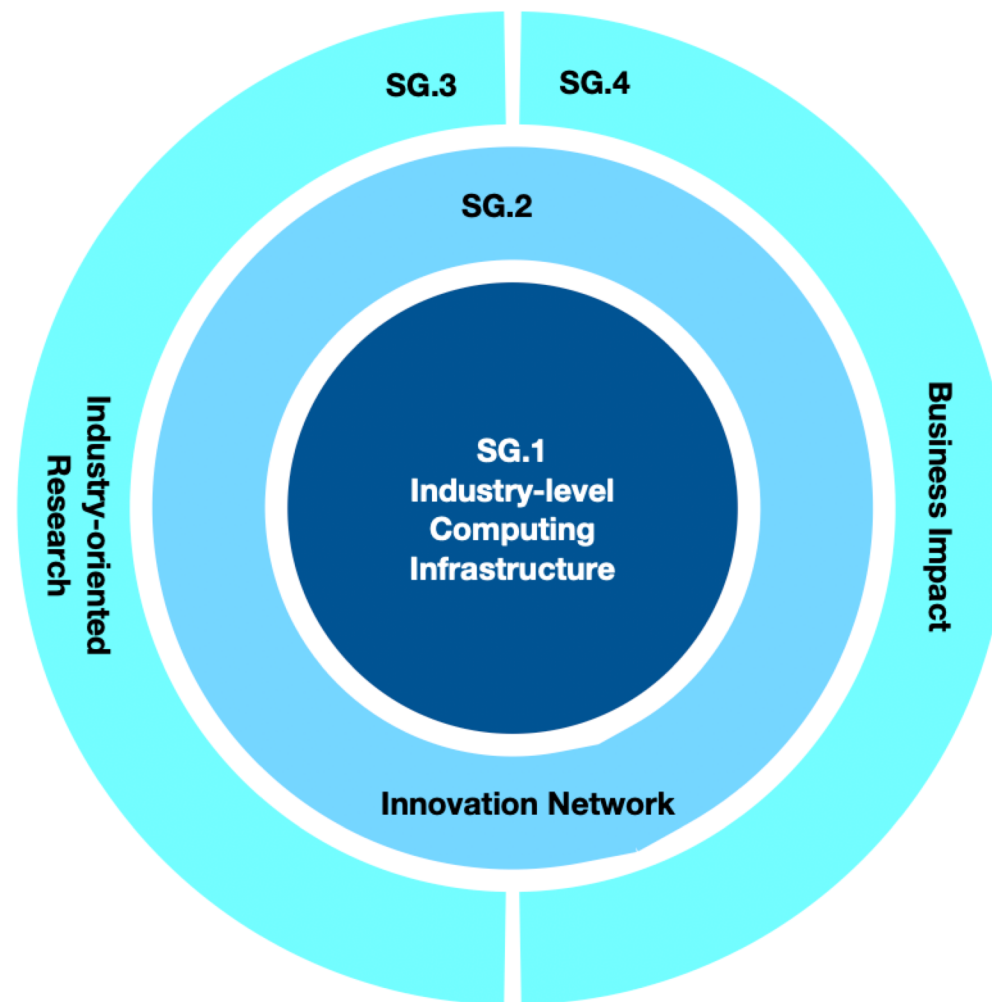 SG.3
SG.4
SG.2
SG.1
Industry-level
Computing
Infrastructure
Industry-oriented
Research
Business Impact
Innovation Network